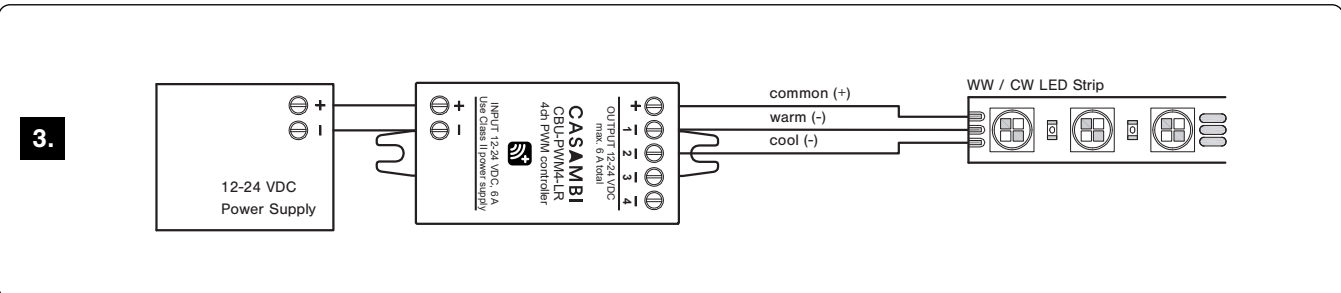 3.
+
-
12-24 VDC
Power Supply
+
-
INPUT 12-24 VDC, 6A
Use Class II power supply
CASAMBI
CBU-PWM4-LR
4ch PWM controller
OUTPUT 12-24 VDC
max. 6 A total
+
1 -
2 -
3 -
4 -
common (+)
warm (-)
cool (-)
WW / CW LED Strip